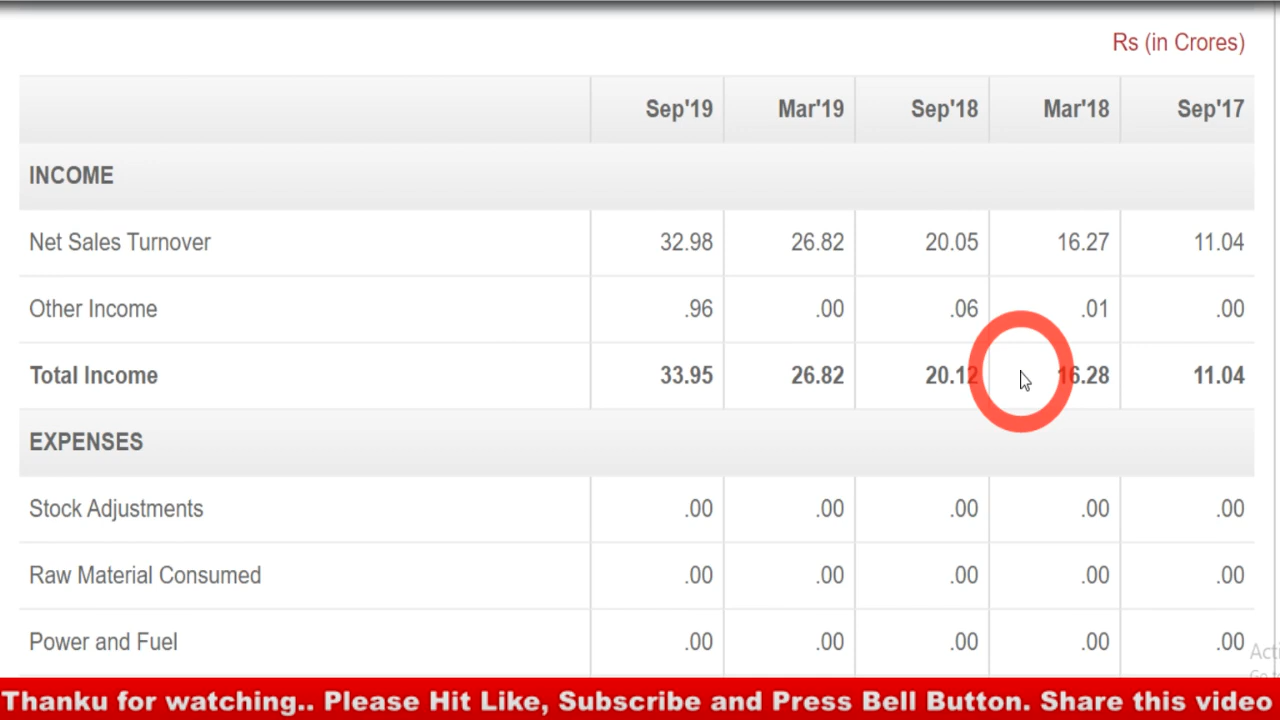 Rs (in Crores)
Sep'19 Mar'19 Sep'18 Mar'18 Sep'17
INCOME
Net Sales Turnover 32.98 26.82 20.05 16.27 11.04
Other Income .96 .00 .06 .01 .00
Total Income 33.95 26.82 20.12 16.28 11.04
EXPENSES
Stock Adjustments .00 .00 .00 .00 .00
Raw Material Consumed .00 .00 .00 .00 .00
Power and Fuel .00 .00 .00 .00 .00
Thanku for watching.. Please Hit Like, Subscribe and Press Bell Button. Share this video